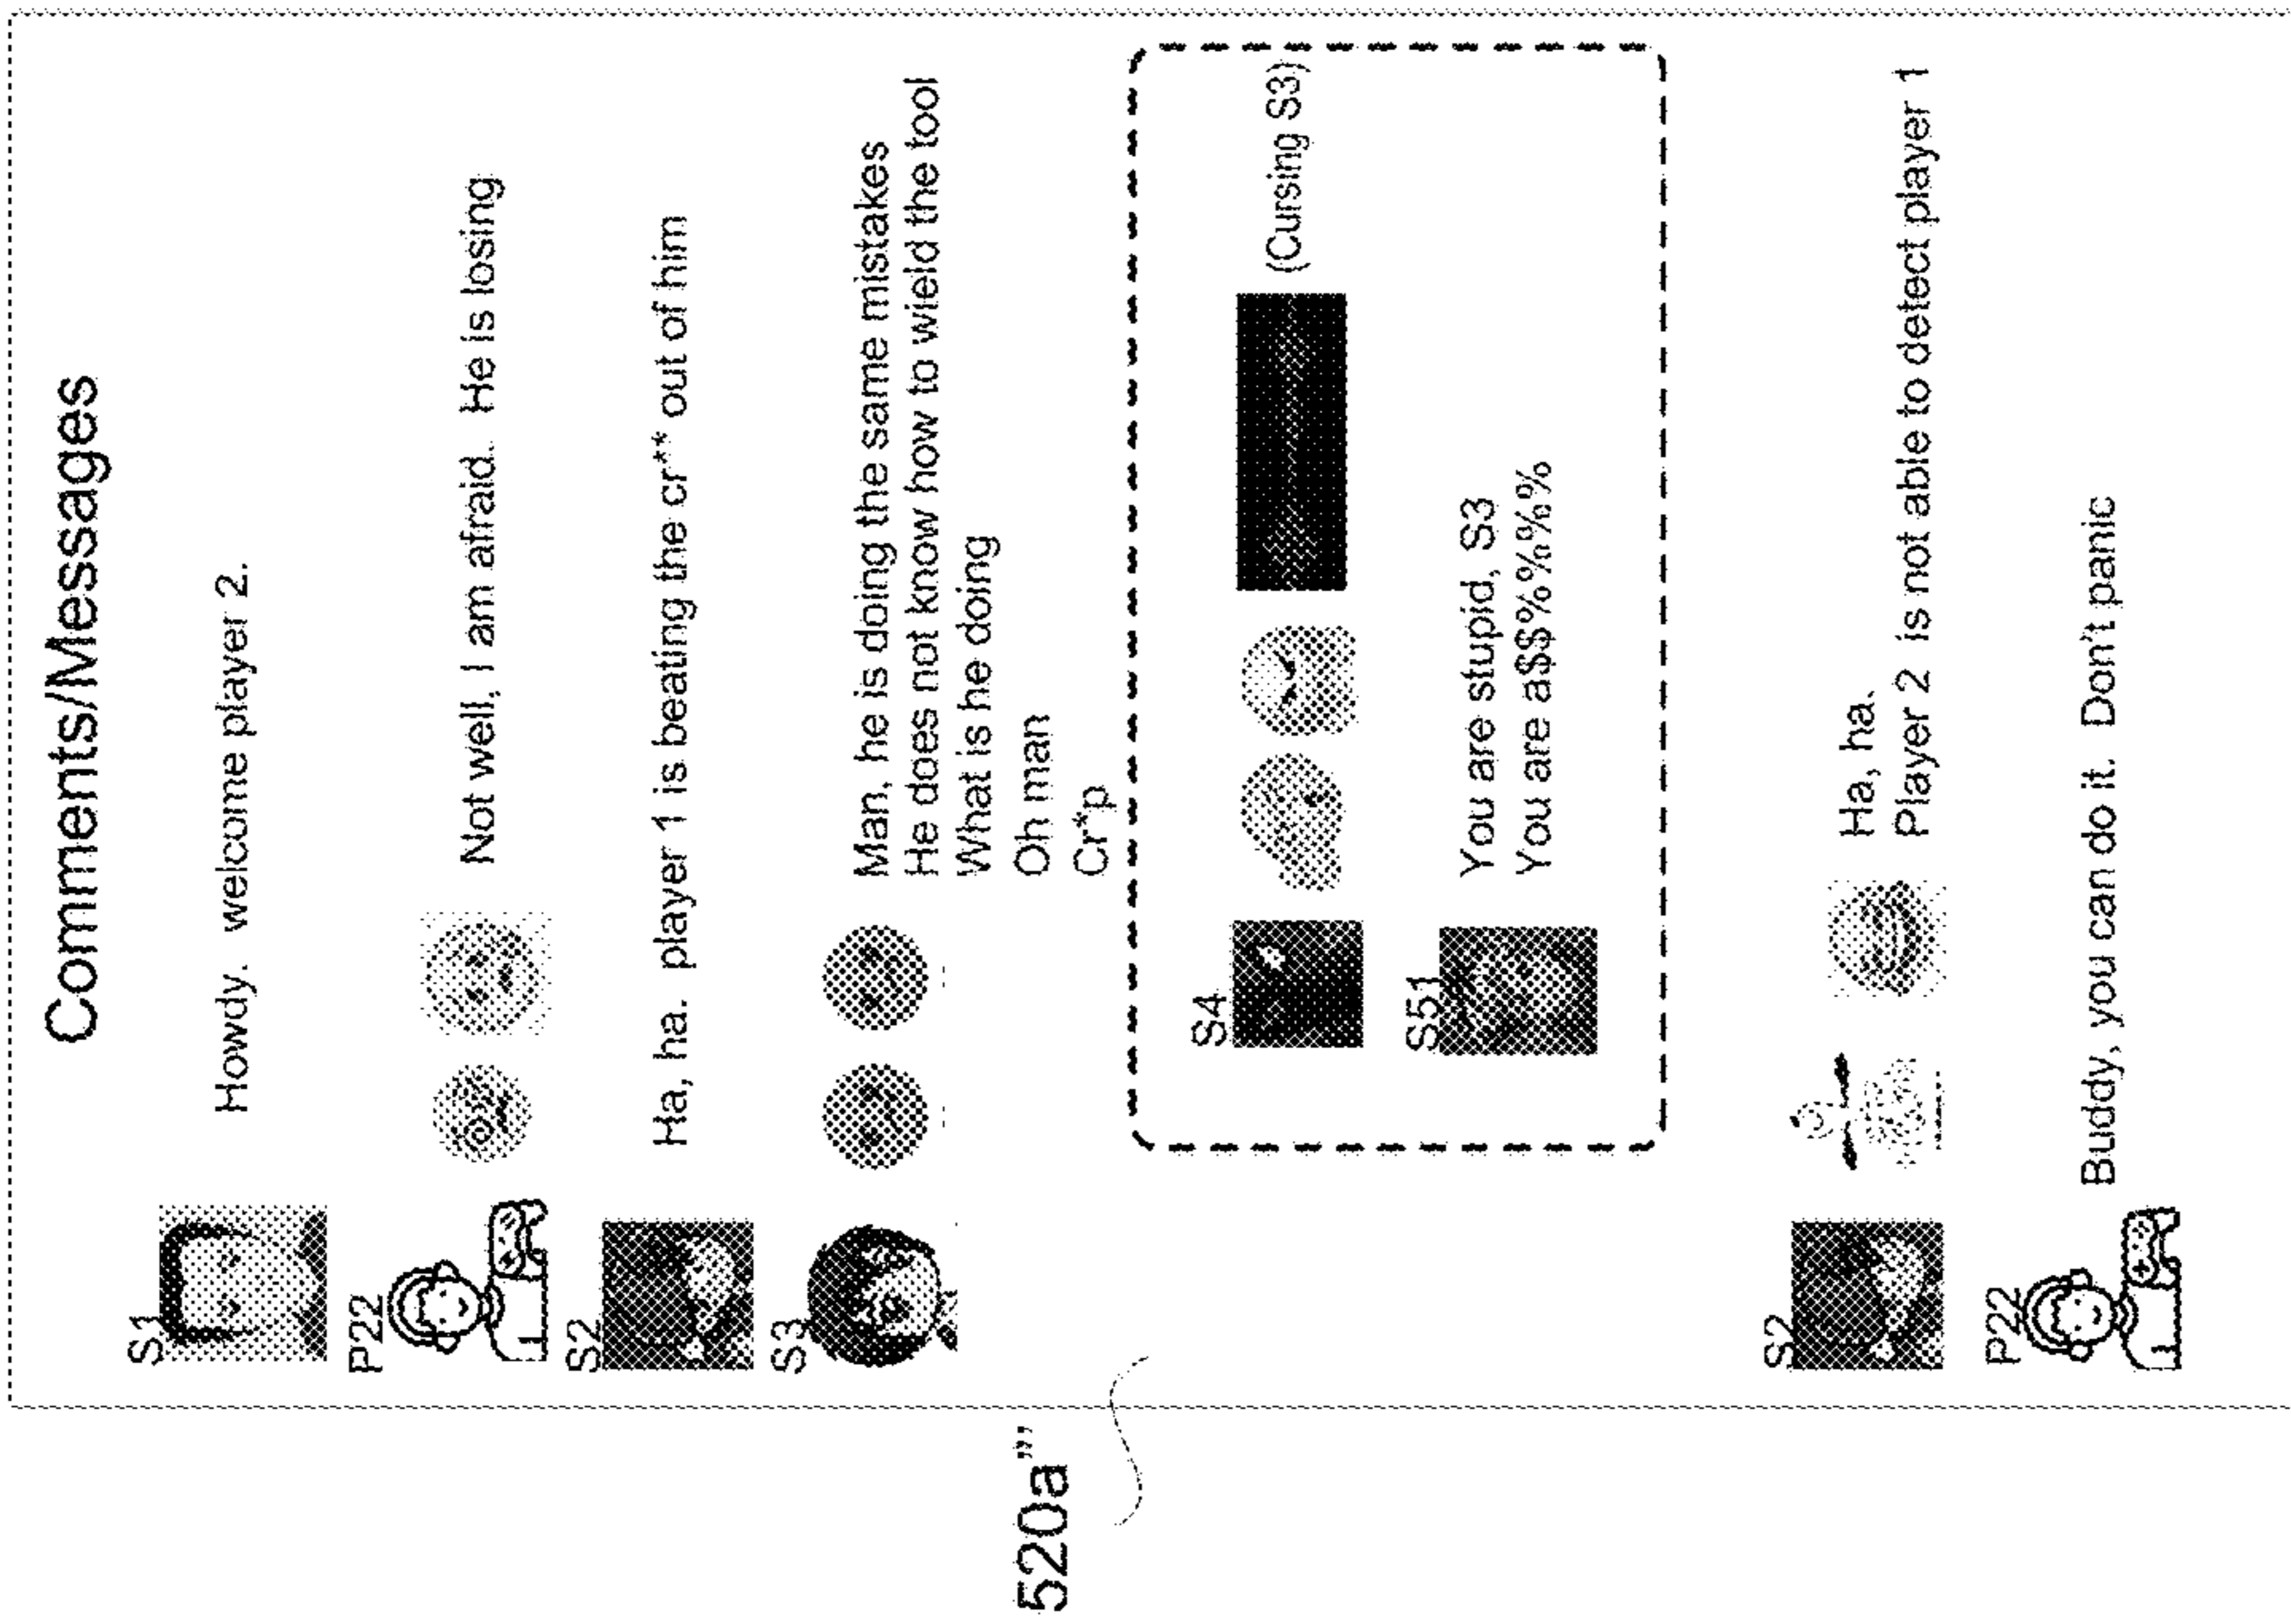 Comments/Messages
S1
Howdy.  welcome player 2.
P22
Not well, I am afraid.  He is losing
S2
Ha, ha.  player 1 is beating the cr** out of him
S3
Man, he is doing the same mistakes
He does not know how to wield the tool
What is he doing
Oh man
Cr*p
S4
(Cursing S3)
S51
You are stupid, S3
You are a$$%%%%%
S2
Ha, ha.
Player 2  is not able to detect player 1
P22
Buddy, you can do it.  Don't panic
520a”’